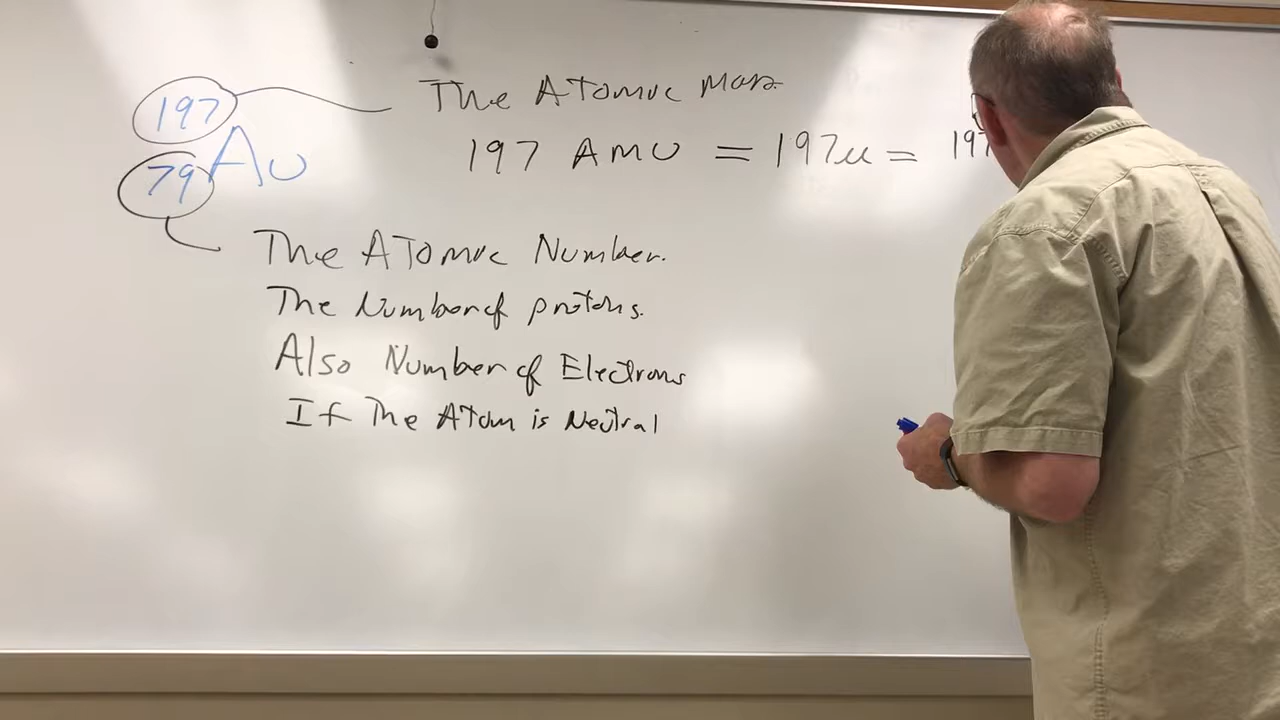 197 The Atomic Mass
79 Au 197 AMU = 197u = 197
The Atomic Number.
The Number of protons.
Also Number of Electrons
If The Atom is Neutral